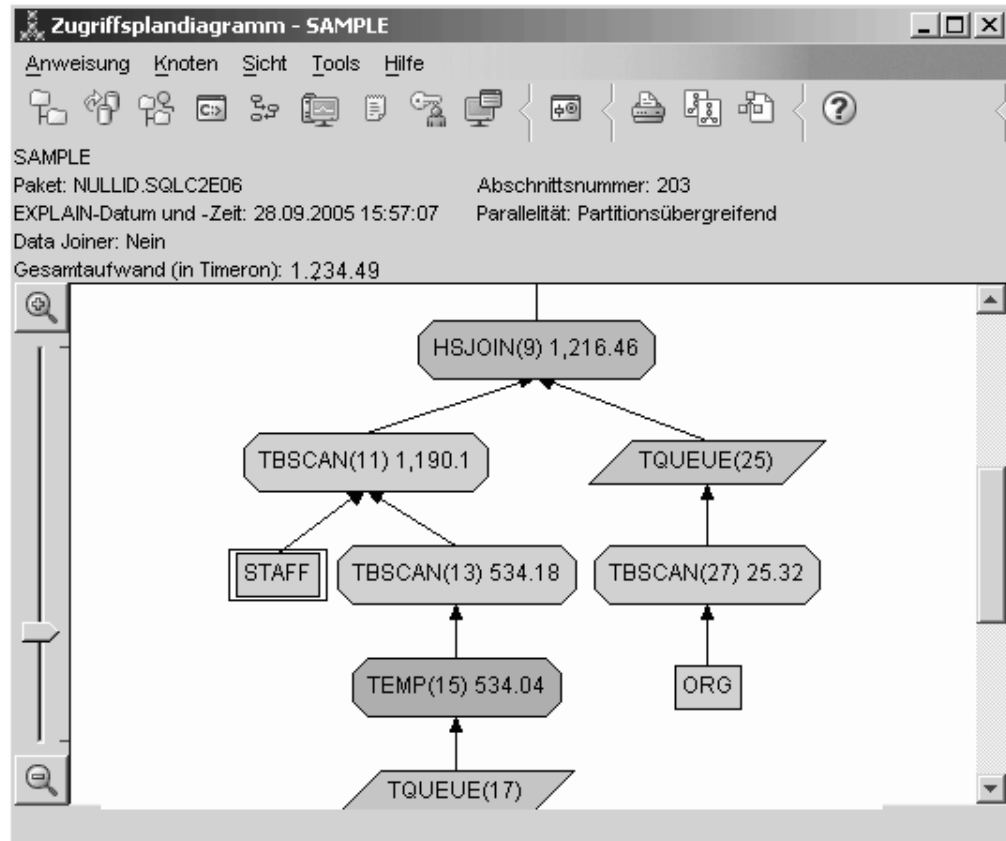 Zugriffsplandiagramm - SAMPLE
Anweisung Knoten Sicht Tools Hilfe
C:>
SAMPLE
Paket: NULLID.SQLC2E06 Abschnittsnummer: 203
EXPLAIN-Datum und -Zeit: 28.09.2005 15:57:07 Parallelität: Partitionsübergreifend
Data Joiner: Nein
Gesamtaufwand (in Timeron): 1.234.49
HSJOIN(9) 1,216.46
TBSCAN(11) 1,190.1 TQUEUE(25)
STAFF TBSCAN(13) 534.18 TBSCAN(27) 25.32
TEMP(15) 534.04 ORG
TQUEUE(17)